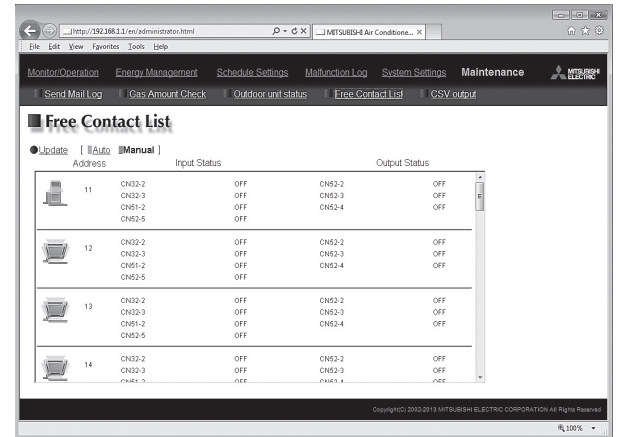 http://192.168.1.1/en/administrator.html
MITSUBISHI Air Conditione...
File Edit View Favorites Tools Help
Monitor/Operation Energy Management Schedule Settings Malfunction Log System Settings Maintenance MITSUBISHI ELECTRIC
Send Mail Log Gas Amount Check Outdoor unit status Free Contact List CSV output
Free Contact List
Update [ Auto Manual ]
Address Input Status Output Status
11 CN32-2 OFF CN52-2 OFF
CN32-3 OFF CN52-3 OFF
CN51-2 OFF CN52-4 OFF
CN52-5 OFF
12 CN32-2 OFF CN52-2 OFF
CN32-3 OFF CN52-3 OFF
CN51-2 OFF CN52-4 OFF
CN52-5 OFF
13 CN32-2 OFF CN52-2 OFF
CN32-3 OFF CN52-3 OFF
CN51-2 OFF CN52-4 OFF
CN52-5 OFF
14 CN32-2 OFF CN52-2 OFF
CN32-3 OFF CN52-3 OFF
CN51-2 OFF CN52-4 OFF
Copyright(C) 2002-2013 MITSUBISHI ELECTRIC CORPORATION All Rights Reserved
100%